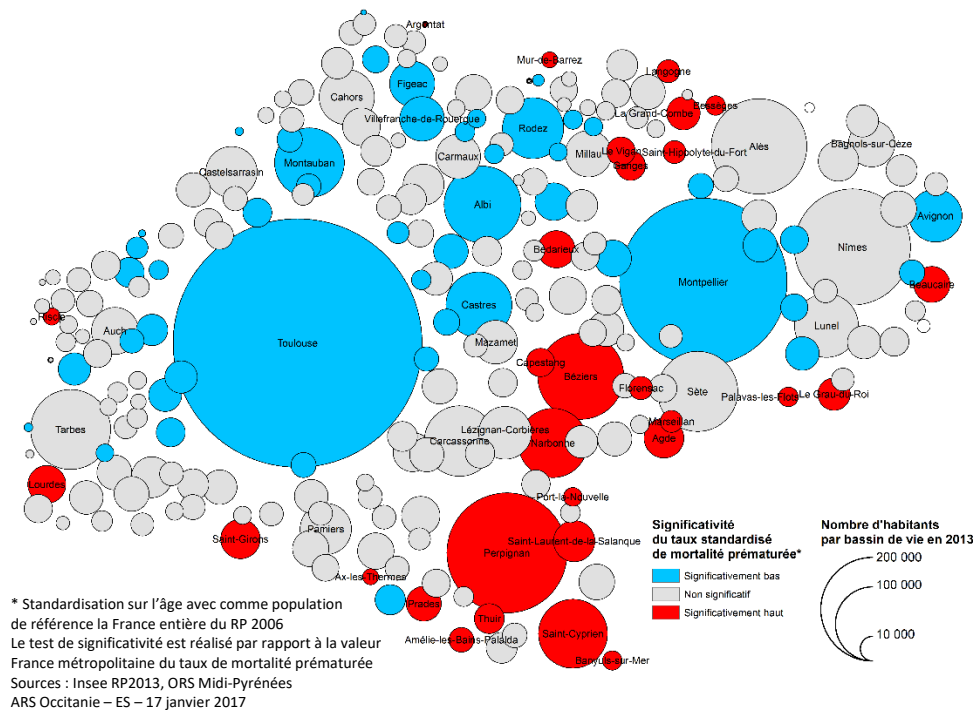 Argentat
Mur-de-Barrez
Langogne
Figeac
Cahors
Bessèges
La Grand-Combe
Villefranche-de-Rouergue
Rodez
Alès
Bagnols-sur-Cèze
Montauban
Carmaux
Millau
Le Vigan
Saint-Hippolyte-du-Fort
Ganges
Castelsarrasin
Albi
Avignon
Nîmes
Bédarieux
Montpellier
Beaucaire
Castres
Riscle
Auch
Lunel
Toulouse
Mazamet
Capestang
Béziers
Florensac
Sète
Palavas-les-Flots
Le Grau-du-Roi
Marseillan
Tarbes
Lézignan-Corbières
Carcassonne
Narbonne
Agde
Lourdes
Port-la-Nouvelle
Pamiers
Saint-Girons
Saint-Laurent-de-la-Salanque
Perpignan
Ax-les-Thermes
Prades
Thuir
Saint-Cyprien
Amélie-les-Bains-Palalda
Banyuls-sur-Mer
Significativité
du taux standardisé
de mortalité prématurée*
Significativement bas
Non significatif
Significativement haut
Nombre d'habitants
par bassin de vie en 2013
200 000
100 000
10 000
* Standardisation sur l'âge avec comme population
de référence la France entière du RP 2006
Le test de significativité est réalisé par rapport à la valeur
France métropolitaine du taux de mortalité prématurée
Sources : Insee RP2013, ORS Midi-Pyrénées
ARS Occitanie – ES – 17 janvier 2017